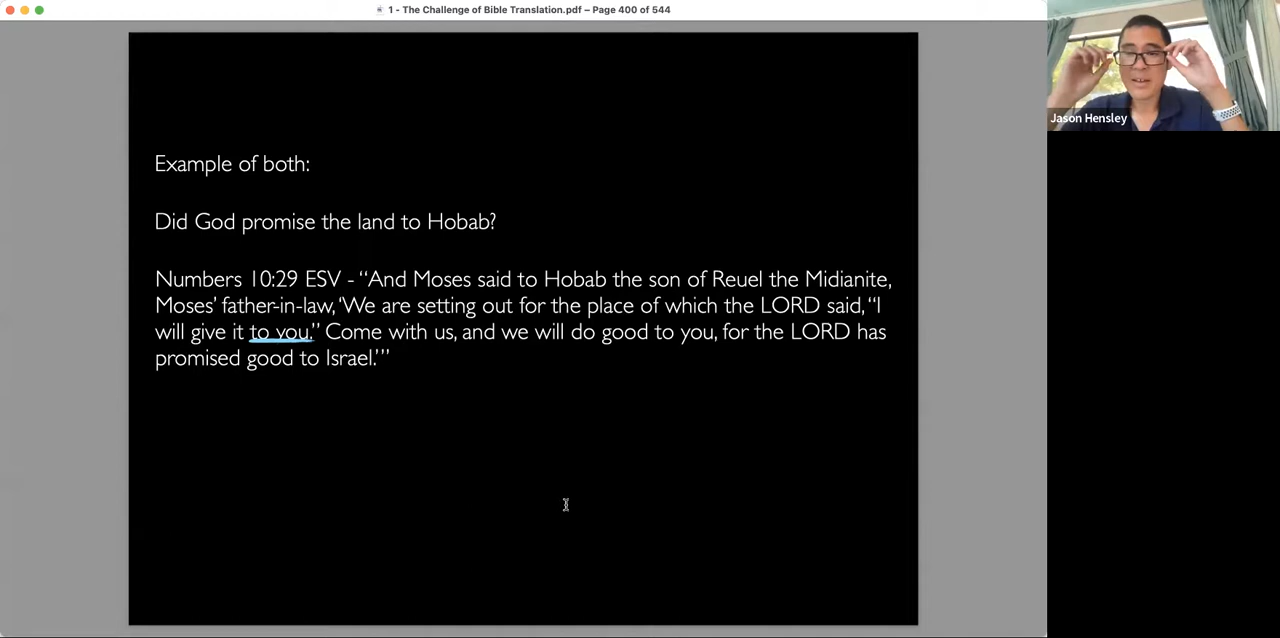 1 - The Challenge of Bible Translation.pdf – Page 400 of 544
Jason Hensley
Example of both:
Did God promise the land to Hobab?
Numbers 10:29 ESV - “And Moses said to Hobab the son of Reuel the Midianite,
Moses’ father-in-law, ‘We are setting out for the place of which the LORD said, “I
will give it to you.” Come with us, and we will do good to you, for the LORD has
promised good to Israel.’”